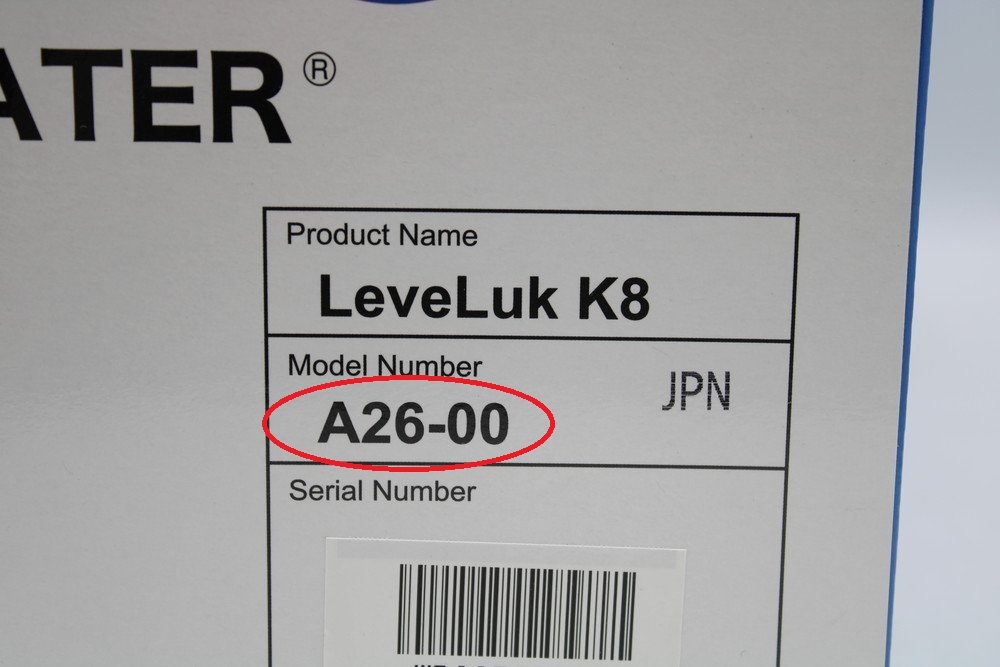 ATER®
Product Name
LeveLuk K8
Model Number
JPN
A26-00
Serial Number